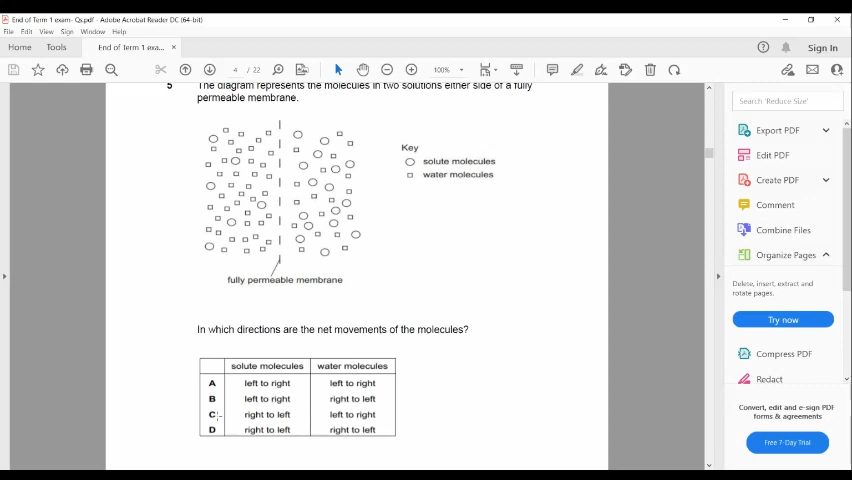 End of Term 1 exam- Qs.pdf - Adobe Acrobat Reader DC (64-bit)
File Edit View Sign Window Help
Home Tools End of Term 1 exa... × Sign In
4 / 22 100%
5 The diagram represents the molecules in two solutions either side of a fully
permeable membrane.
Key
solute molecules
water molecules
fully permeable membrane
In which directions are the net movements of the molecules?
solute molecules water molecules
A left to right left to right
B left to right right to left
C right to left left to right
D right to left right to left
Search 'Reduce Size'
Export PDF
Edit PDF
Create PDF
Comment
Combine Files
Organize Pages
Delete, insert, extract and
rotate pages.
Try now
Compress PDF
Redact
Convert, edit and e-sign PDF
forms & agreements
Free 7-Day Trial